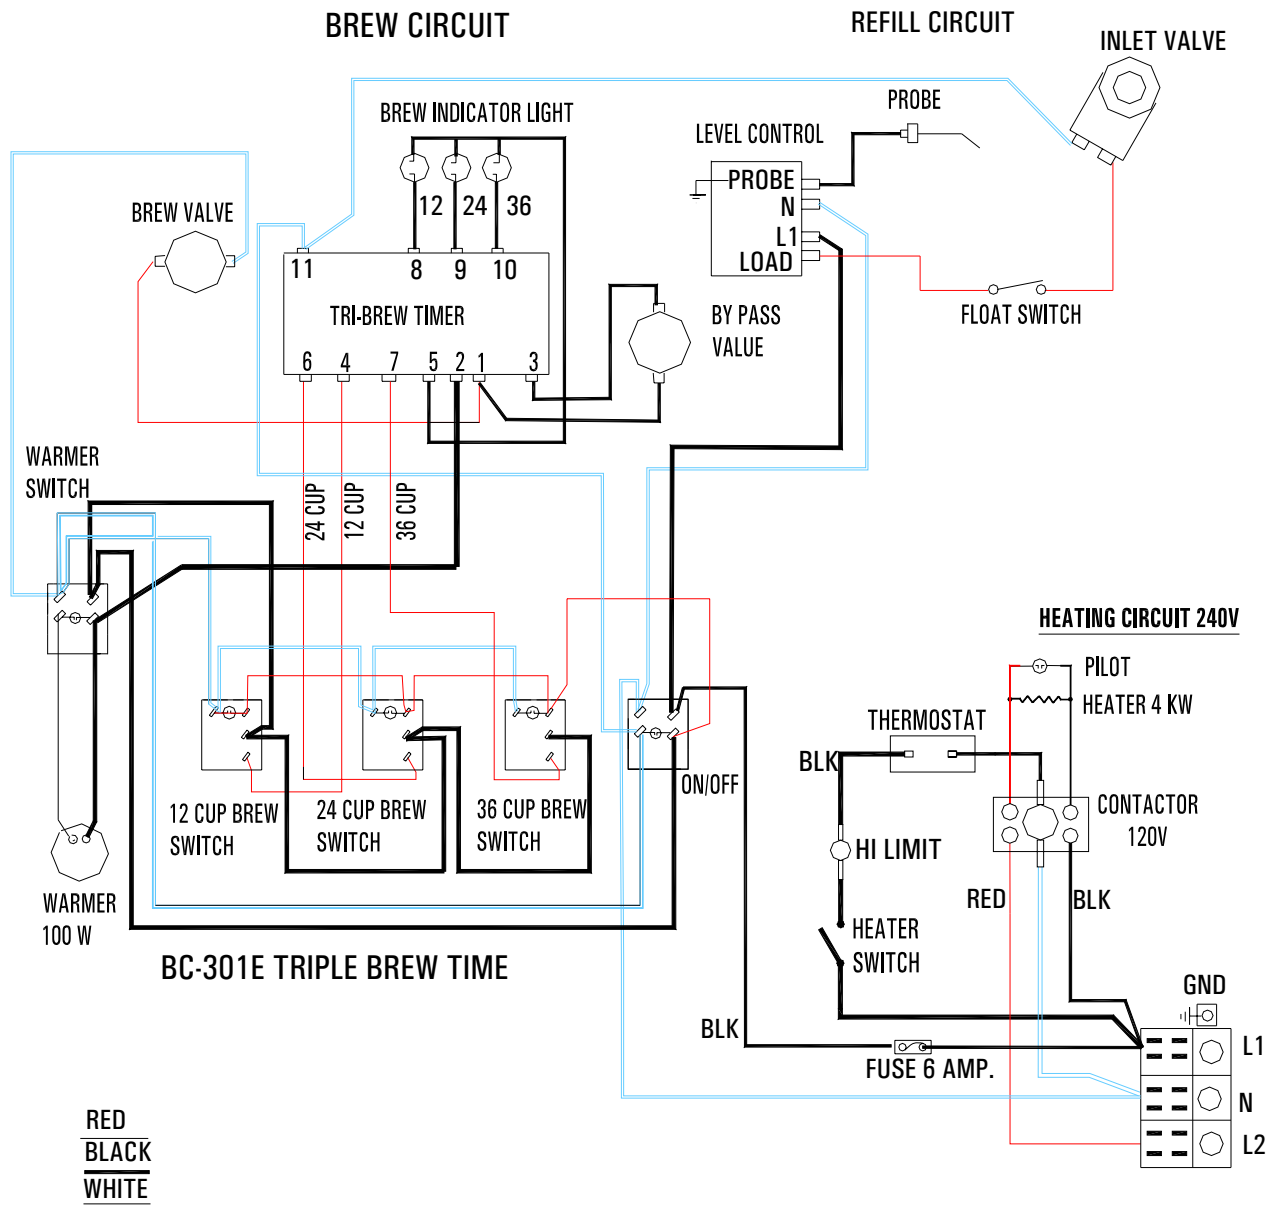 BREW CIRCUIT
REFILL CIRCUIT
INLET VALVE
BREW INDICATOR LIGHT
PROBE
LEVEL CONTROL
BREW VALVE
12 24 36
PROBE
N
L1
LOAD
11 8 9 10
TRI-BREW TIMER
6 4 7 5 2 1 3
BY PASS
VALUE
FLOAT SWITCH
WARMER
SWITCH
24 CUP
12 CUP
36 CUP
HEATING CIRCUIT 240V
PILOT
HEATER 4 KW
THERMOSTAT
BLK
ON/OFF
12 CUP BREW
SWITCH
24 CUP BREW
SWITCH
36 CUP BREW
SWITCH
CONTACTOR
120V
HI LIMIT
RED
BLK
WARMER
100 W
HEATER
SWITCH
BC-301E TRIPLE BREW TIME
GND
BLK
FUSE 6 AMP.
L1
N
L2
RED
BLACK
WHITE